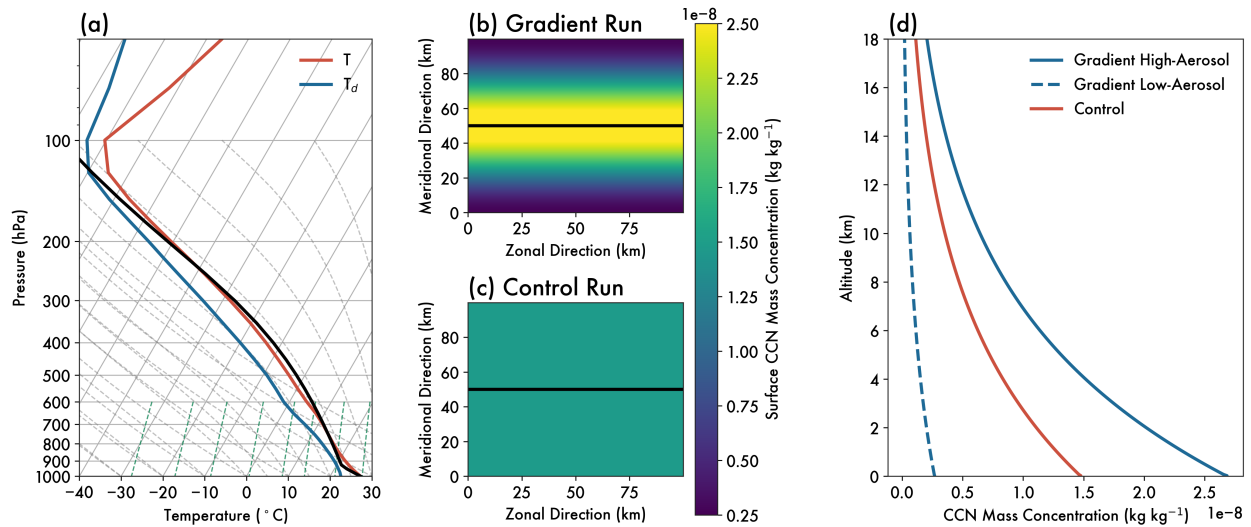 (a)
T
T_d
100
200
300
400
500
600
700
800
900
1000
Pressure (hPa)
−40 −30 −20 −10 0 10 20 30
Temperature (°C)
(b) Gradient Run
80
60
40
20
0
Meridional Direction (km)
0 25 50 75
Zonal Direction (km)
(c) Control Run
80
60
40
20
0
Meridional Direction (km)
0 25 50 75
Zonal Direction (km)
1e−8
2.50
2.25
2.00
1.75
1.50
1.25
1.00
0.75
0.50
0.25
Surface CCN Mass Concentration (kg kg⁻¹)
(d)
Gradient High-Aerosol
Gradient Low-Aerosol
Control
18
16
14
12
10
8
6
4
2
0
Altitude (km)
0.0 0.5 1.0 1.5 2.0 2.5
CCN Mass Concentration (kg kg⁻¹) 1e−8